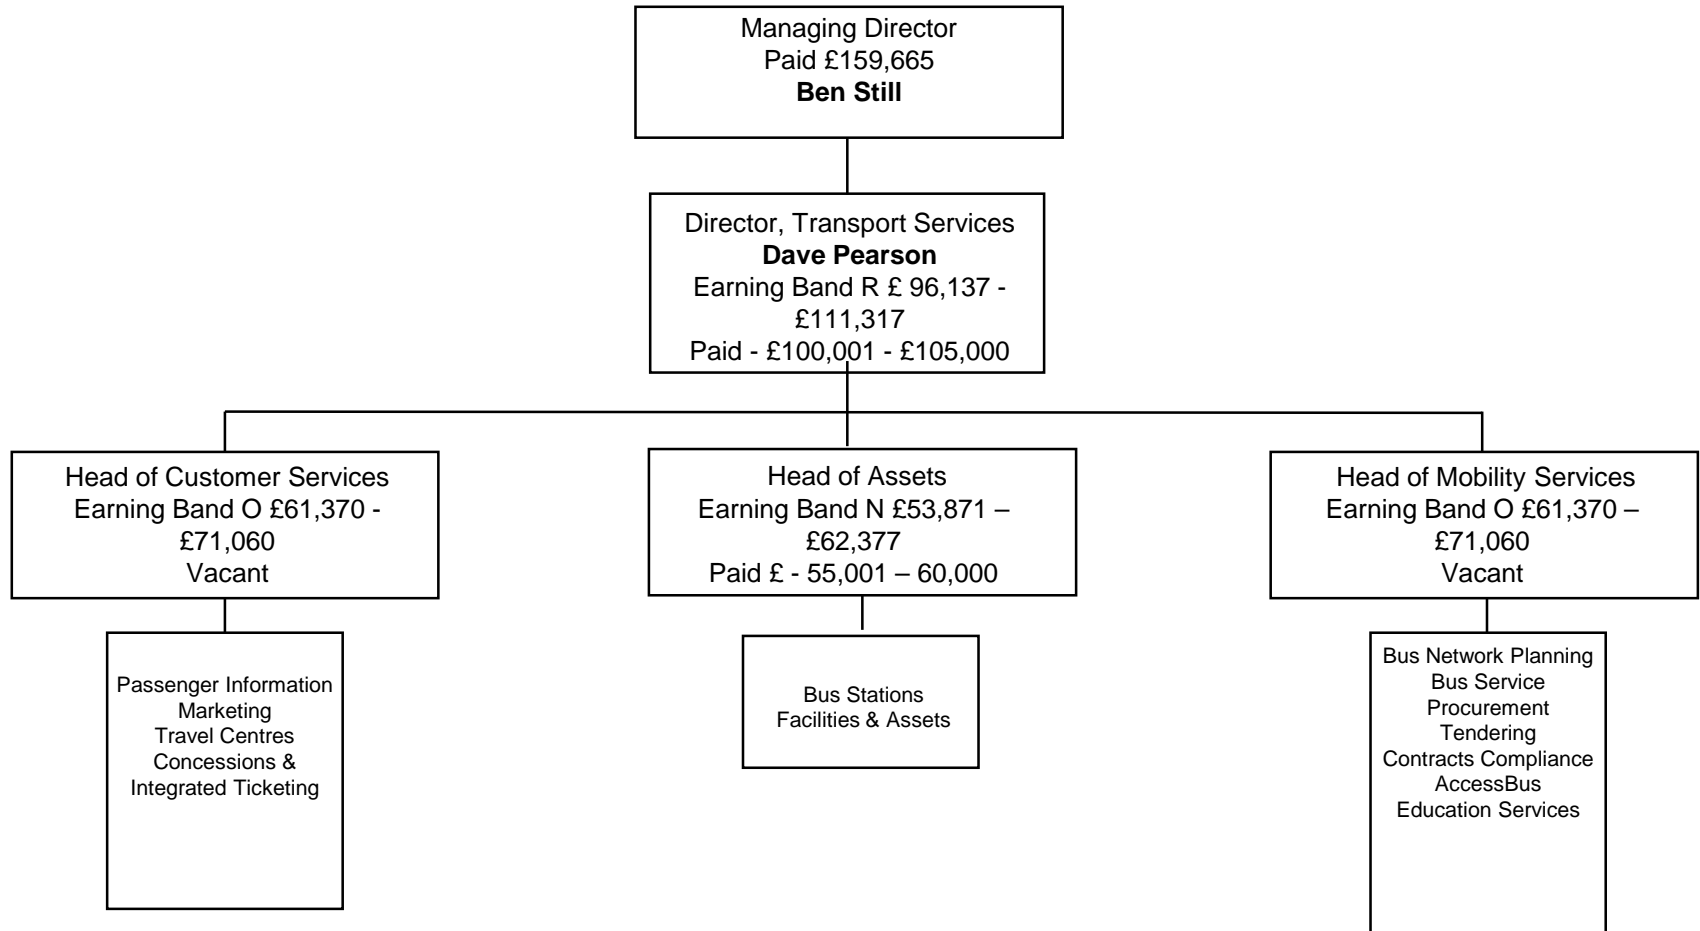 Managing Director
Paid £159,665
Ben Still
Director, Transport Services
Dave Pearson
Earning Band R £ 96,137 -
£111,317
Paid - £100,001 - £105,000
Head of Customer Services
Earning Band O £61,370 -
£71,060
Vacant
Head of Assets
Earning Band N £53,871 –
£62,377
Paid £ - 55,001 – 60,000
Head of Mobility Services
Earning Band O £61,370 –
£71,060
Vacant
Passenger Information
Marketing
Travel Centres
Concessions &
Integrated Ticketing
Bus Stations
Facilities & Assets
Bus Network Planning
Bus Service
Procurement
Tendering
Contracts Compliance
AccessBus
Education Services